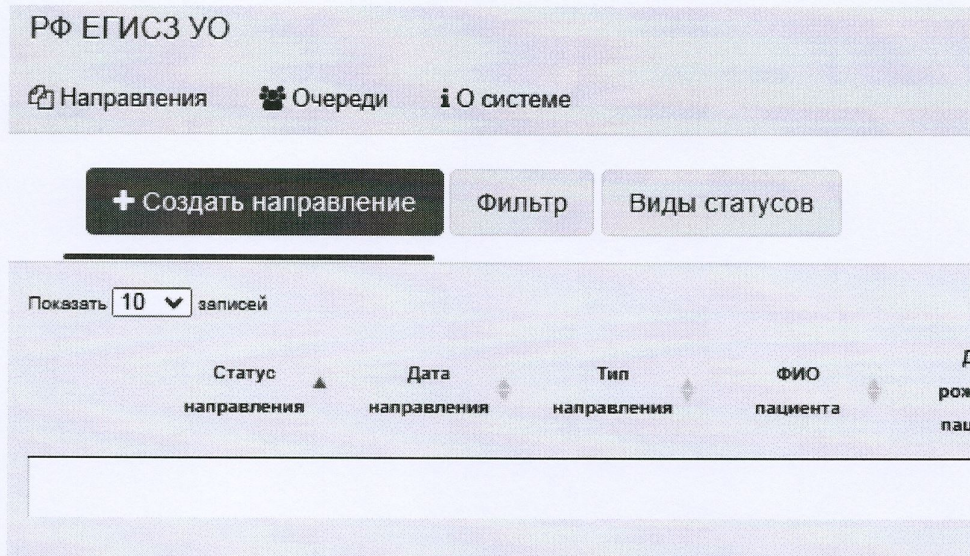 РФ ЕГИСЗ УО
Направления Очереди О системе
+ Создать направление Фильтр Виды статусов
Показать 10 записей
Статус направления Дата направления Тип направления ФИО пациента